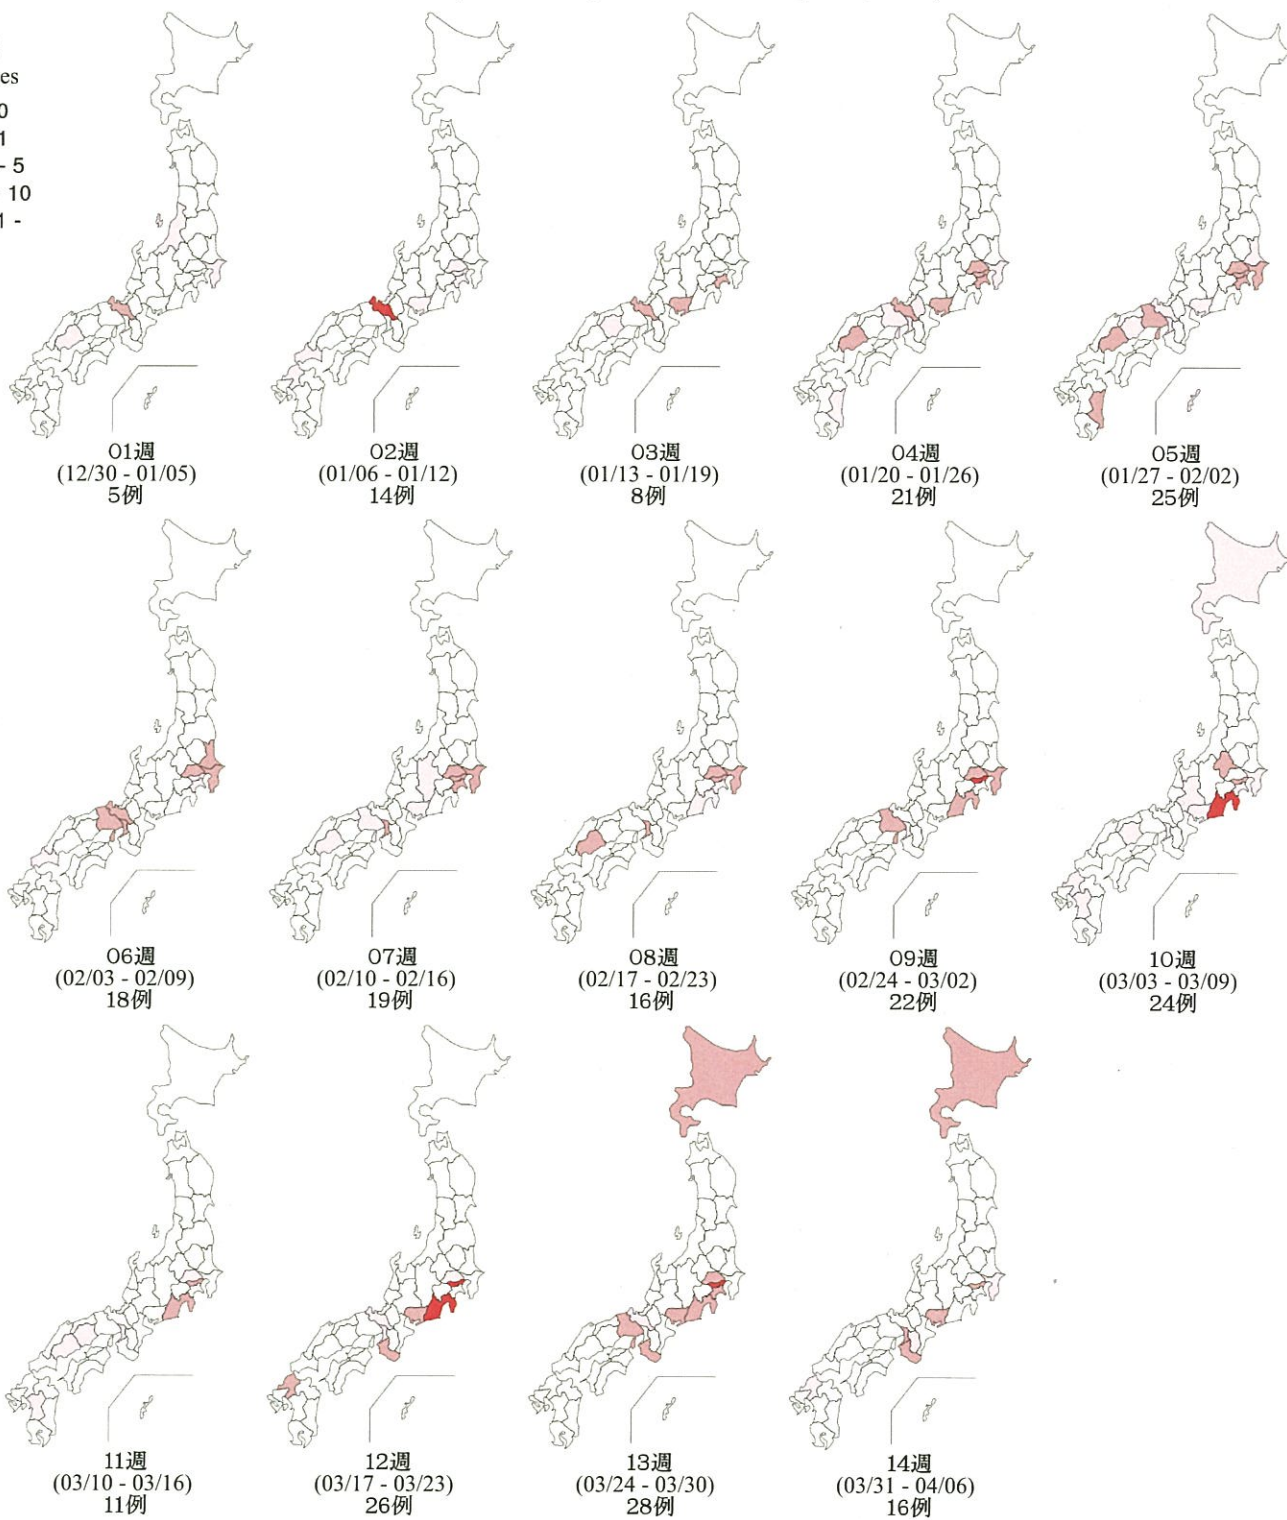 es
0
1
- 5
10
1 -
01週
(12/30 - 01/05)
5例
02週
(01/06 - 01/12)
14例
03週
(01/13 - 01/19)
8例
04週
(01/20 - 01/26)
21例
05週
(01/27 - 02/02)
25例
06週
(02/03 - 02/09)
18例
07週
(02/10 - 02/16)
19例
08週
(02/17 - 02/23)
16例
09週
(02/24 - 03/02)
22例
10週
(03/03 - 03/09)
24例
11週
(03/10 - 03/16)
11例
12週
(03/17 - 03/23)
26例
13週
(03/24 - 03/30)
28例
14週
(03/31 - 04/06)
16例